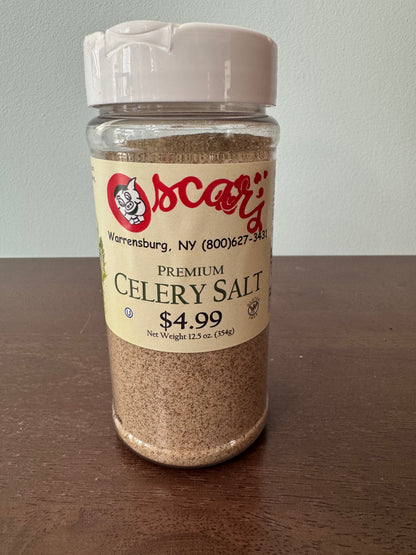 Oscar's
Warrensburg, NY (800)627-3431
PREMIUM
CELERY SALT
$4.99
Net Weight 12.5 oz. (354g)
U